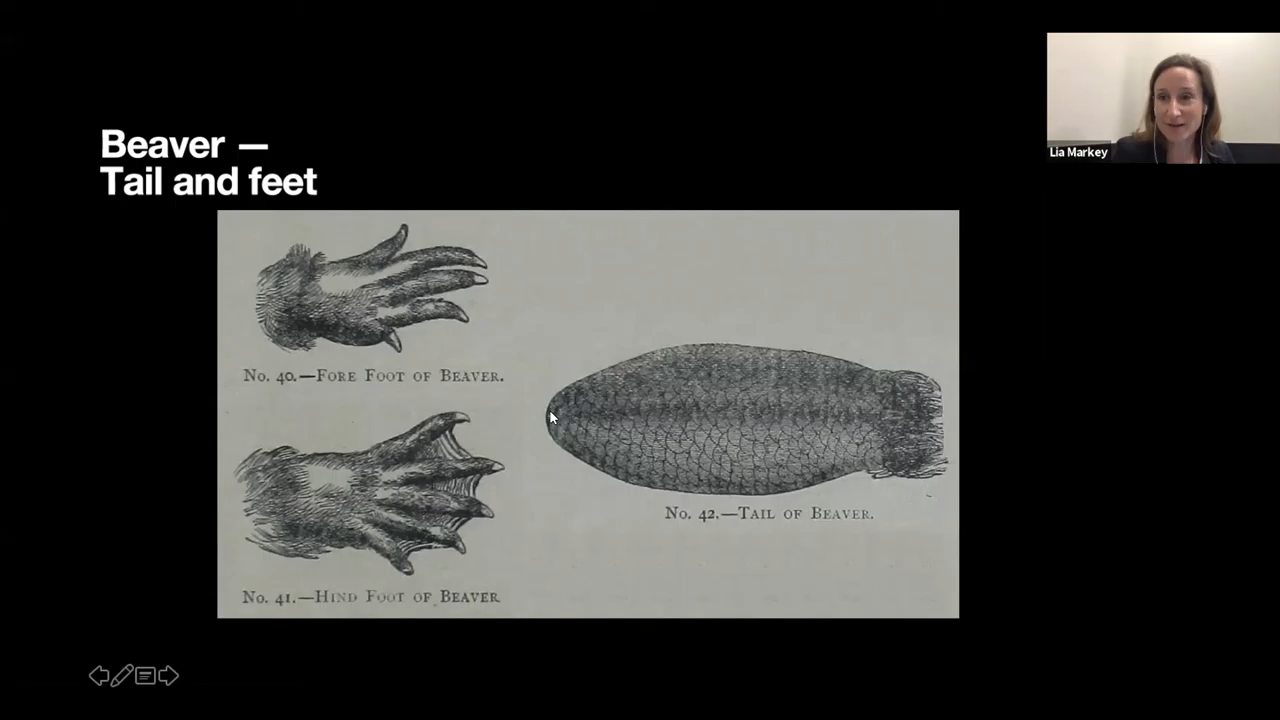 Beaver —
Tail and feet
Lia Markey
No. 40.—Fore Foot of Beaver.
No. 41.—Hind Foot of Beaver
No. 42.—Tail of Beaver.